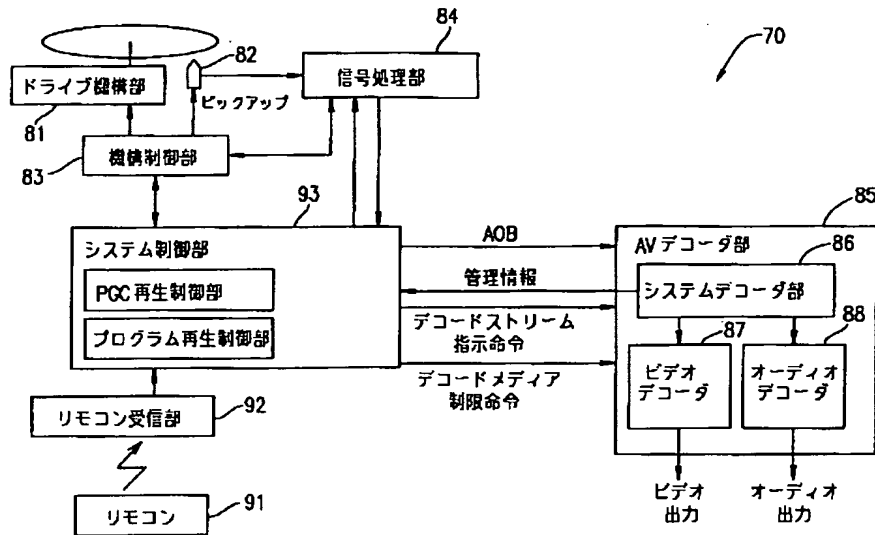 84
82
70
ドライブ機構部
信号処理部
ピックアップ
81
機構制御部
83
93
85
システム制御部
AOB
AVデコーダ部
86
管理情報
システムデコーダ部
PGC再生制御部
デコードストリーム
指示命令
87
88
プログラム再生制御部
ビデオ
デコーダ
オーディオ
デコーダ
デコードメディア
制限命令
リモコン受信部
92
リモコン
91
ビデオ
出力
オーディオ
出力